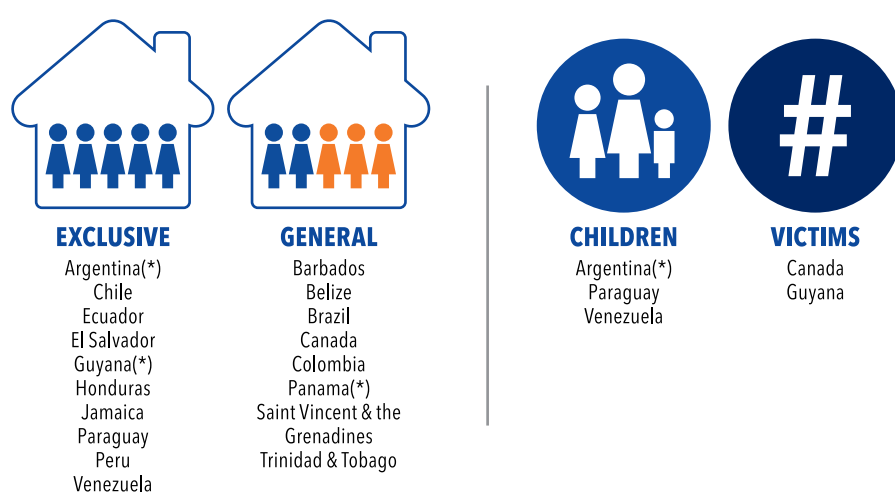 EXCLUSIVE
Argentina(*)
Chile
Ecuador
El Salvador
Guyana(*)
Honduras
Jamaica
Paraguay
Peru
Venezuela
GENERAL
Barbados
Belize
Brazil
Canada
Colombia
Panama(*)
Saint Vincent & the
Grenadines
Trinidad & Tobago
CHILDREN
Argentina(*)
Paraguay
Venezuela
#
VICTIMS
Canada
Guyana